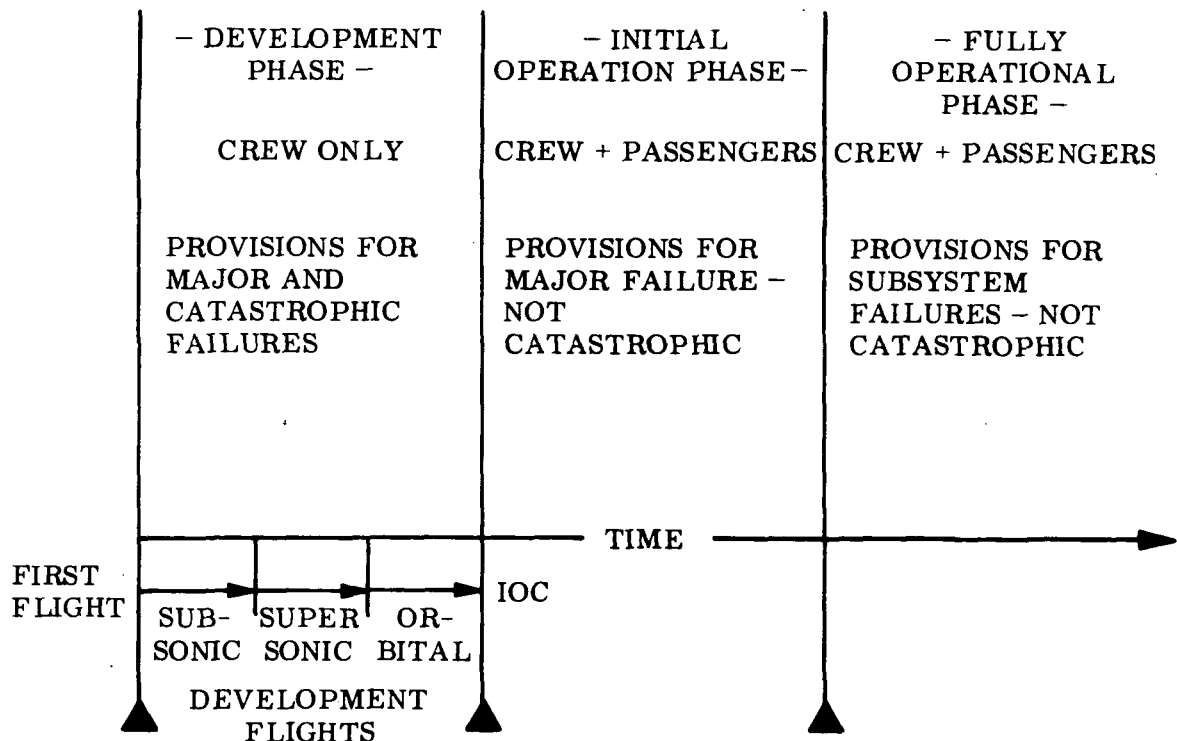 – DEVELOPMENT
PHASE –
CREW ONLY
PROVISIONS FOR
MAJOR AND
CATASTROPHIC
FAILURES
– INITIAL
OPERATION PHASE –
CREW + PASSENGERS
PROVISIONS FOR
MAJOR FAILURE –
NOT
CATASTROPHIC
– FULLY
OPERATIONAL
PHASE –
CREW + PASSENGERS
PROVISIONS FOR
SUBSYSTEM
FAILURES – NOT
CATASTROPHIC
TIME
FIRST
FLIGHT
SUB-
SONIC
SUPER
SONIC
OR-
BITAL
IOC
DEVELOPMENT
FLIGHTS